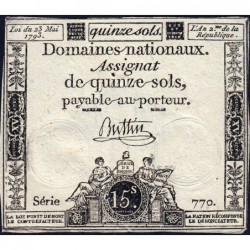 Loi du 23 Mai
1793.
quinze sols.
L'An 2.me de la
République.
Domaines nationaux.
Assignat
de quinze sols,
payable au porteur.
Buttin
Série
15.s
770.
LA LOI PUNIT DE MORT
LE CONTREFACTEUR.
LA NATION RÉCOMPENSE
LE DÉNONCIATEUR.